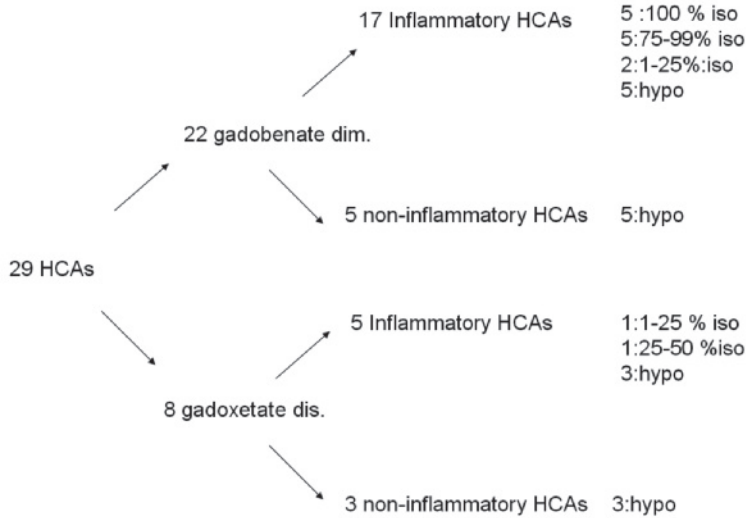 17 Inflammatory HCAs
5 :100 % iso
5:75-99% iso
2:1-25%:iso
5:hypo
22 gadobenate dim.
5 non-inflammatory HCAs
5:hypo
29 HCAs
5 Inflammatory HCAs
1:1-25 % iso
1:25-50 %iso
3:hypo
8 gadoxetate dis.
3 non-inflammatory HCAs
3:hypo